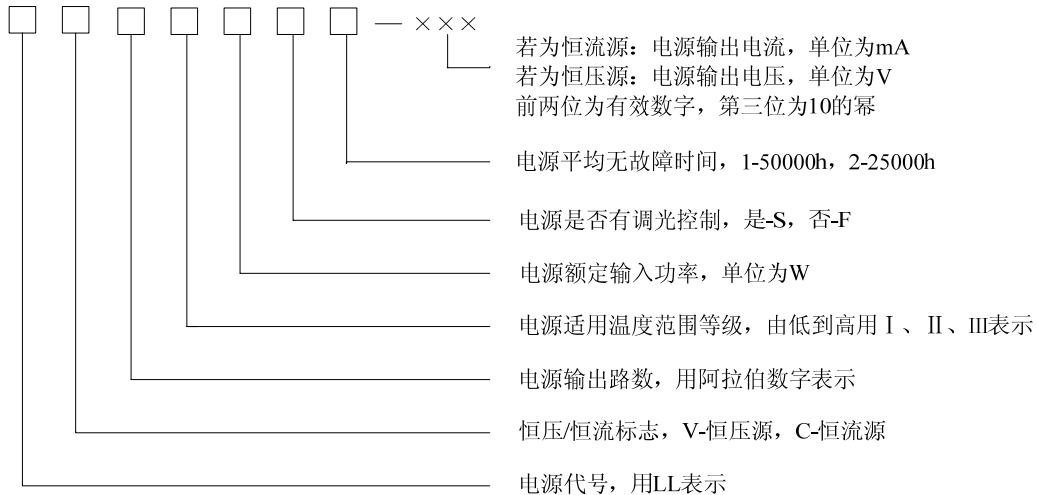 □ □ □ □ □ □ □ — ×××
若为恒流源：电源输出电流，单位为mA
若为恒压源：电源输出电压，单位为V
前两位为有效数字，第三位为10的幂
电源平均无故障时间，1-50000h，2-25000h
电源是否有调光控制，是-S，否-F
电源额定输入功率，单位为W
电源适用温度范围等级，由低到高用Ⅰ、Ⅱ、Ⅲ表示
电源输出路数，用阿拉伯数字表示
恒压/恒流标志，V-恒压源，C-恒流源
电源代号，用LL表示